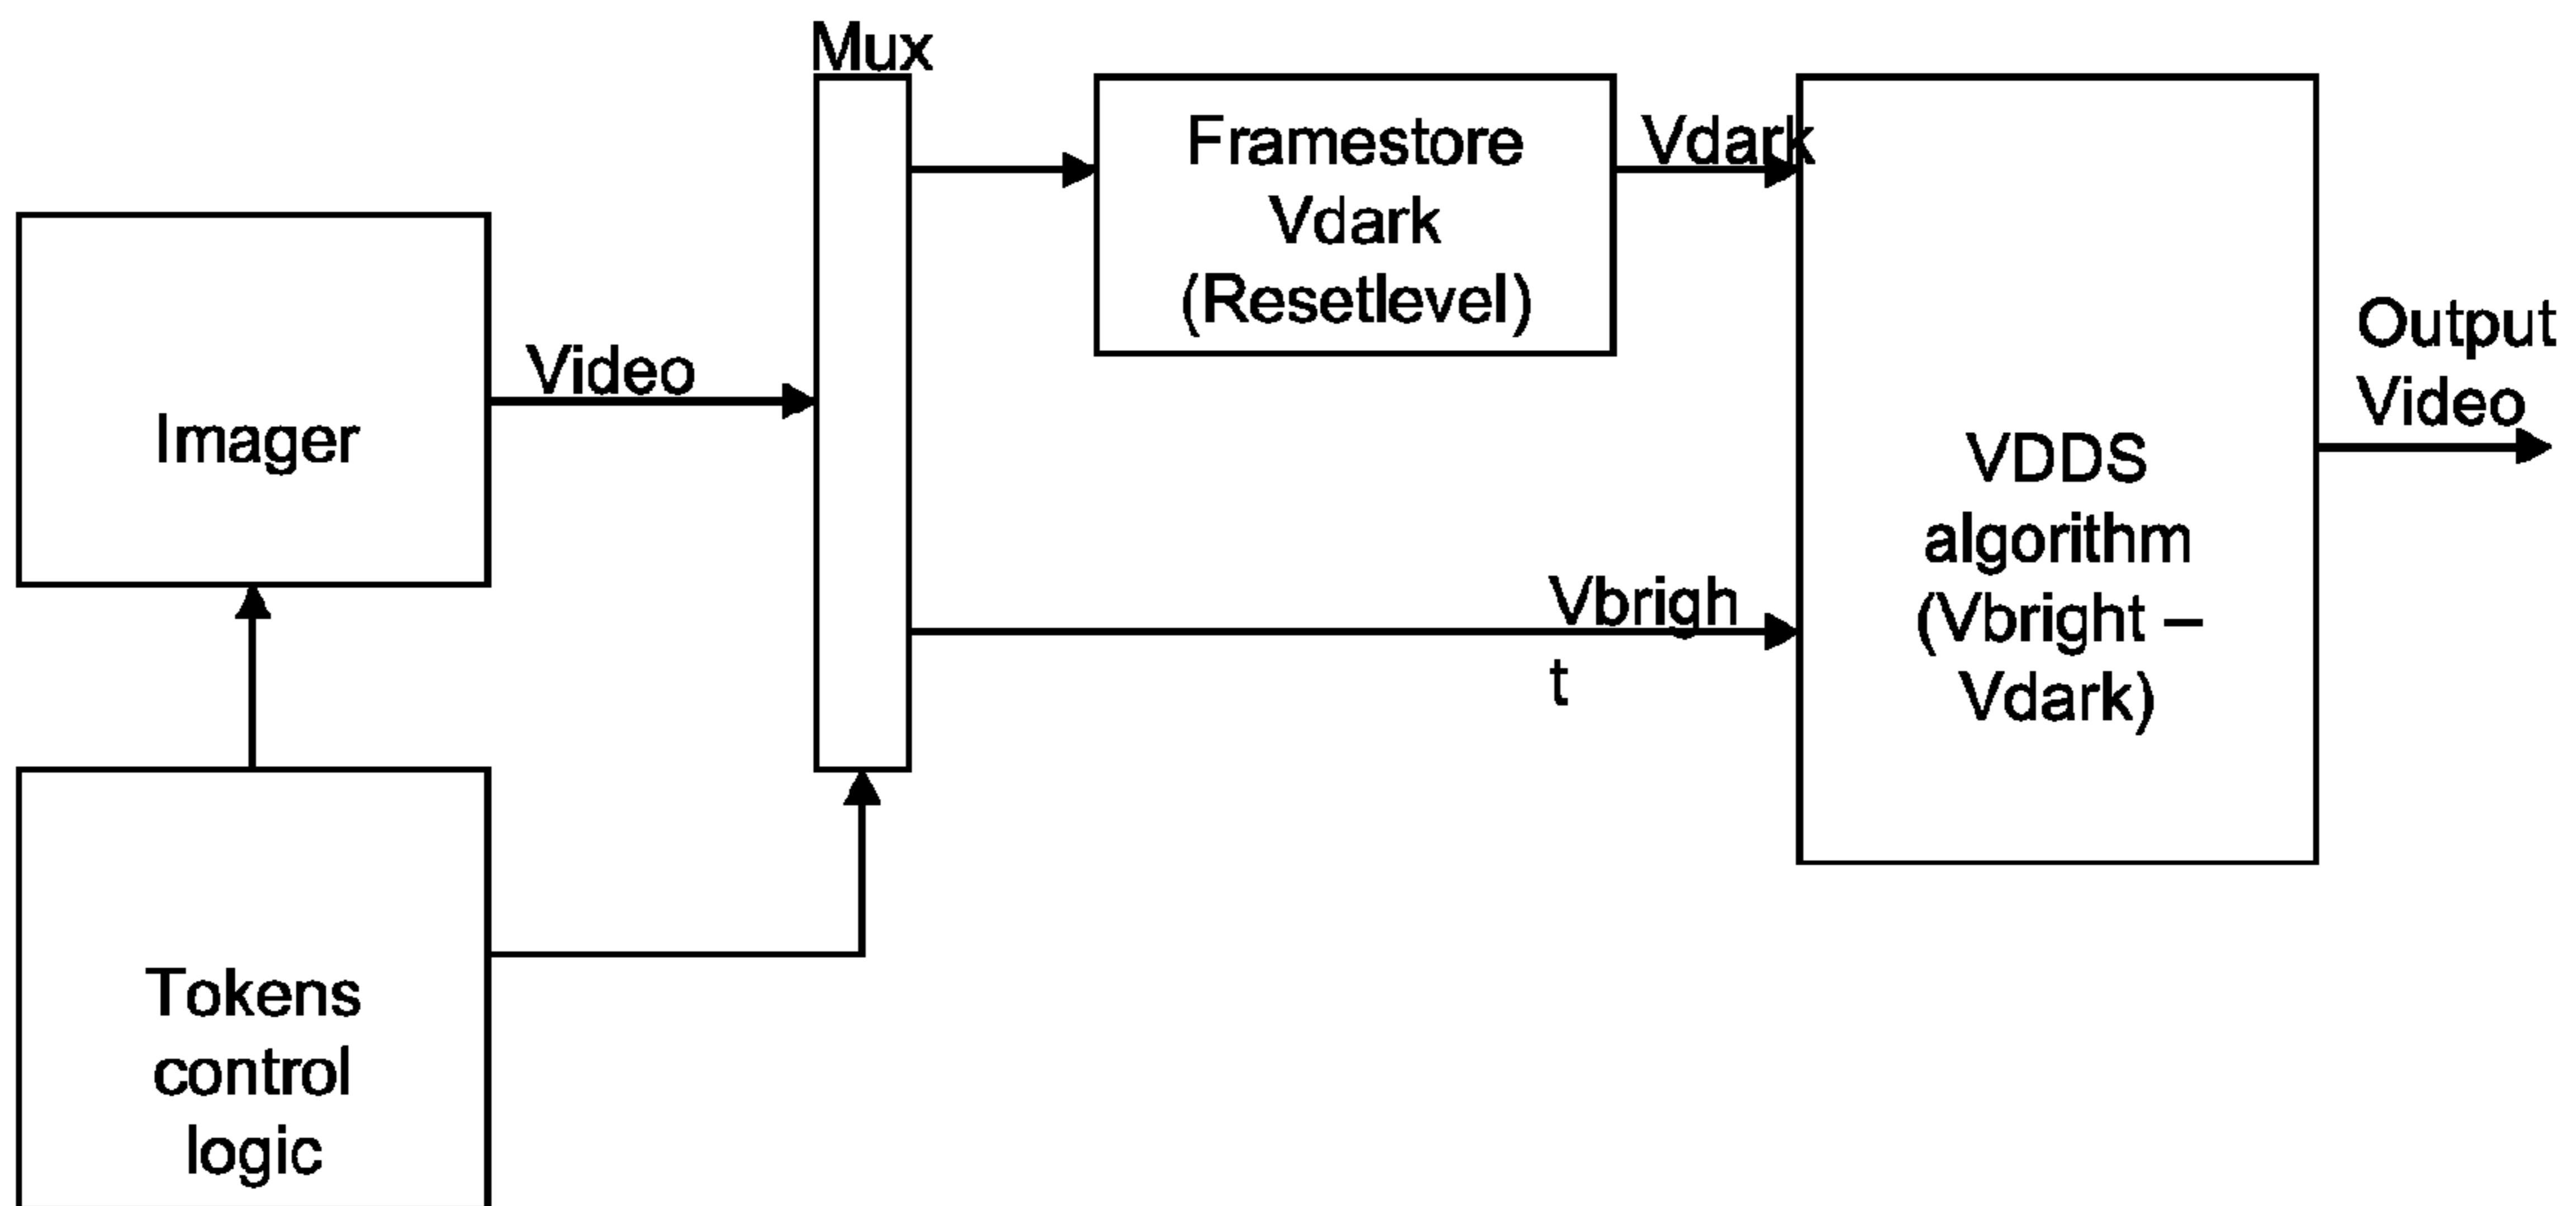 Mux
Framestore
Vdark
(Resetlevel)
Vdark
Output
Video
Video
Imager
VDDS
algorithm
(Vbright –
Vdark)
Vbrigh
t
Tokens
control
logic